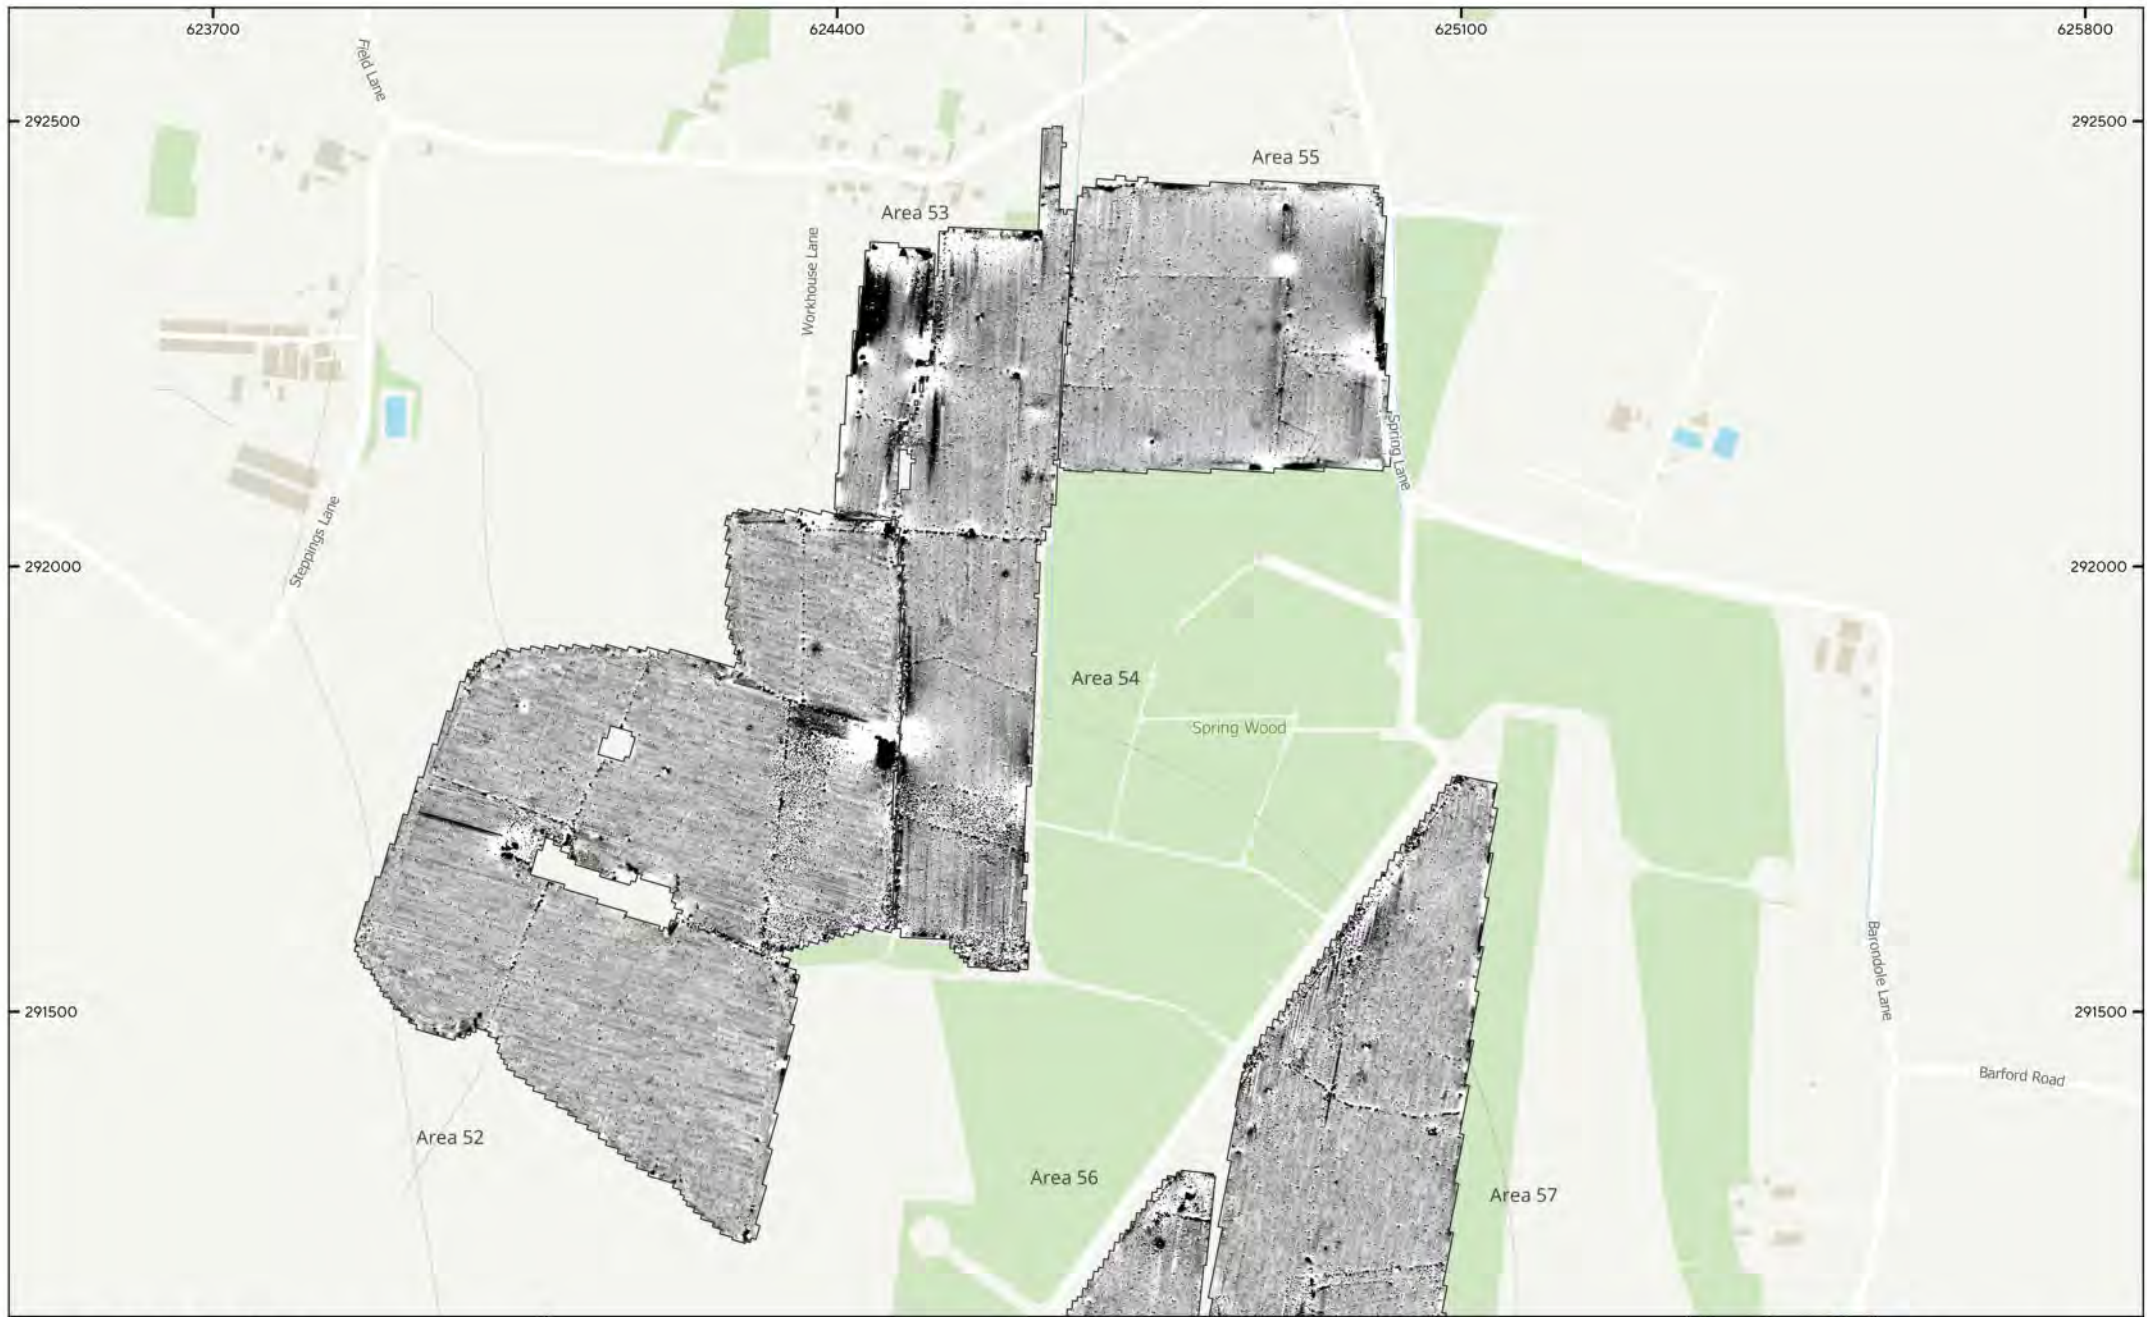 623700
624400
625100
625800
Field Lane
292500
292500
Area 55
Area 53
Workhouse Lane
Spring Lane
Steppings Lane
292000
292000
Area 54
Spring Wood
Barondole Lane
291500
291500
Barford Road
Area 52
Area 56
Area 57